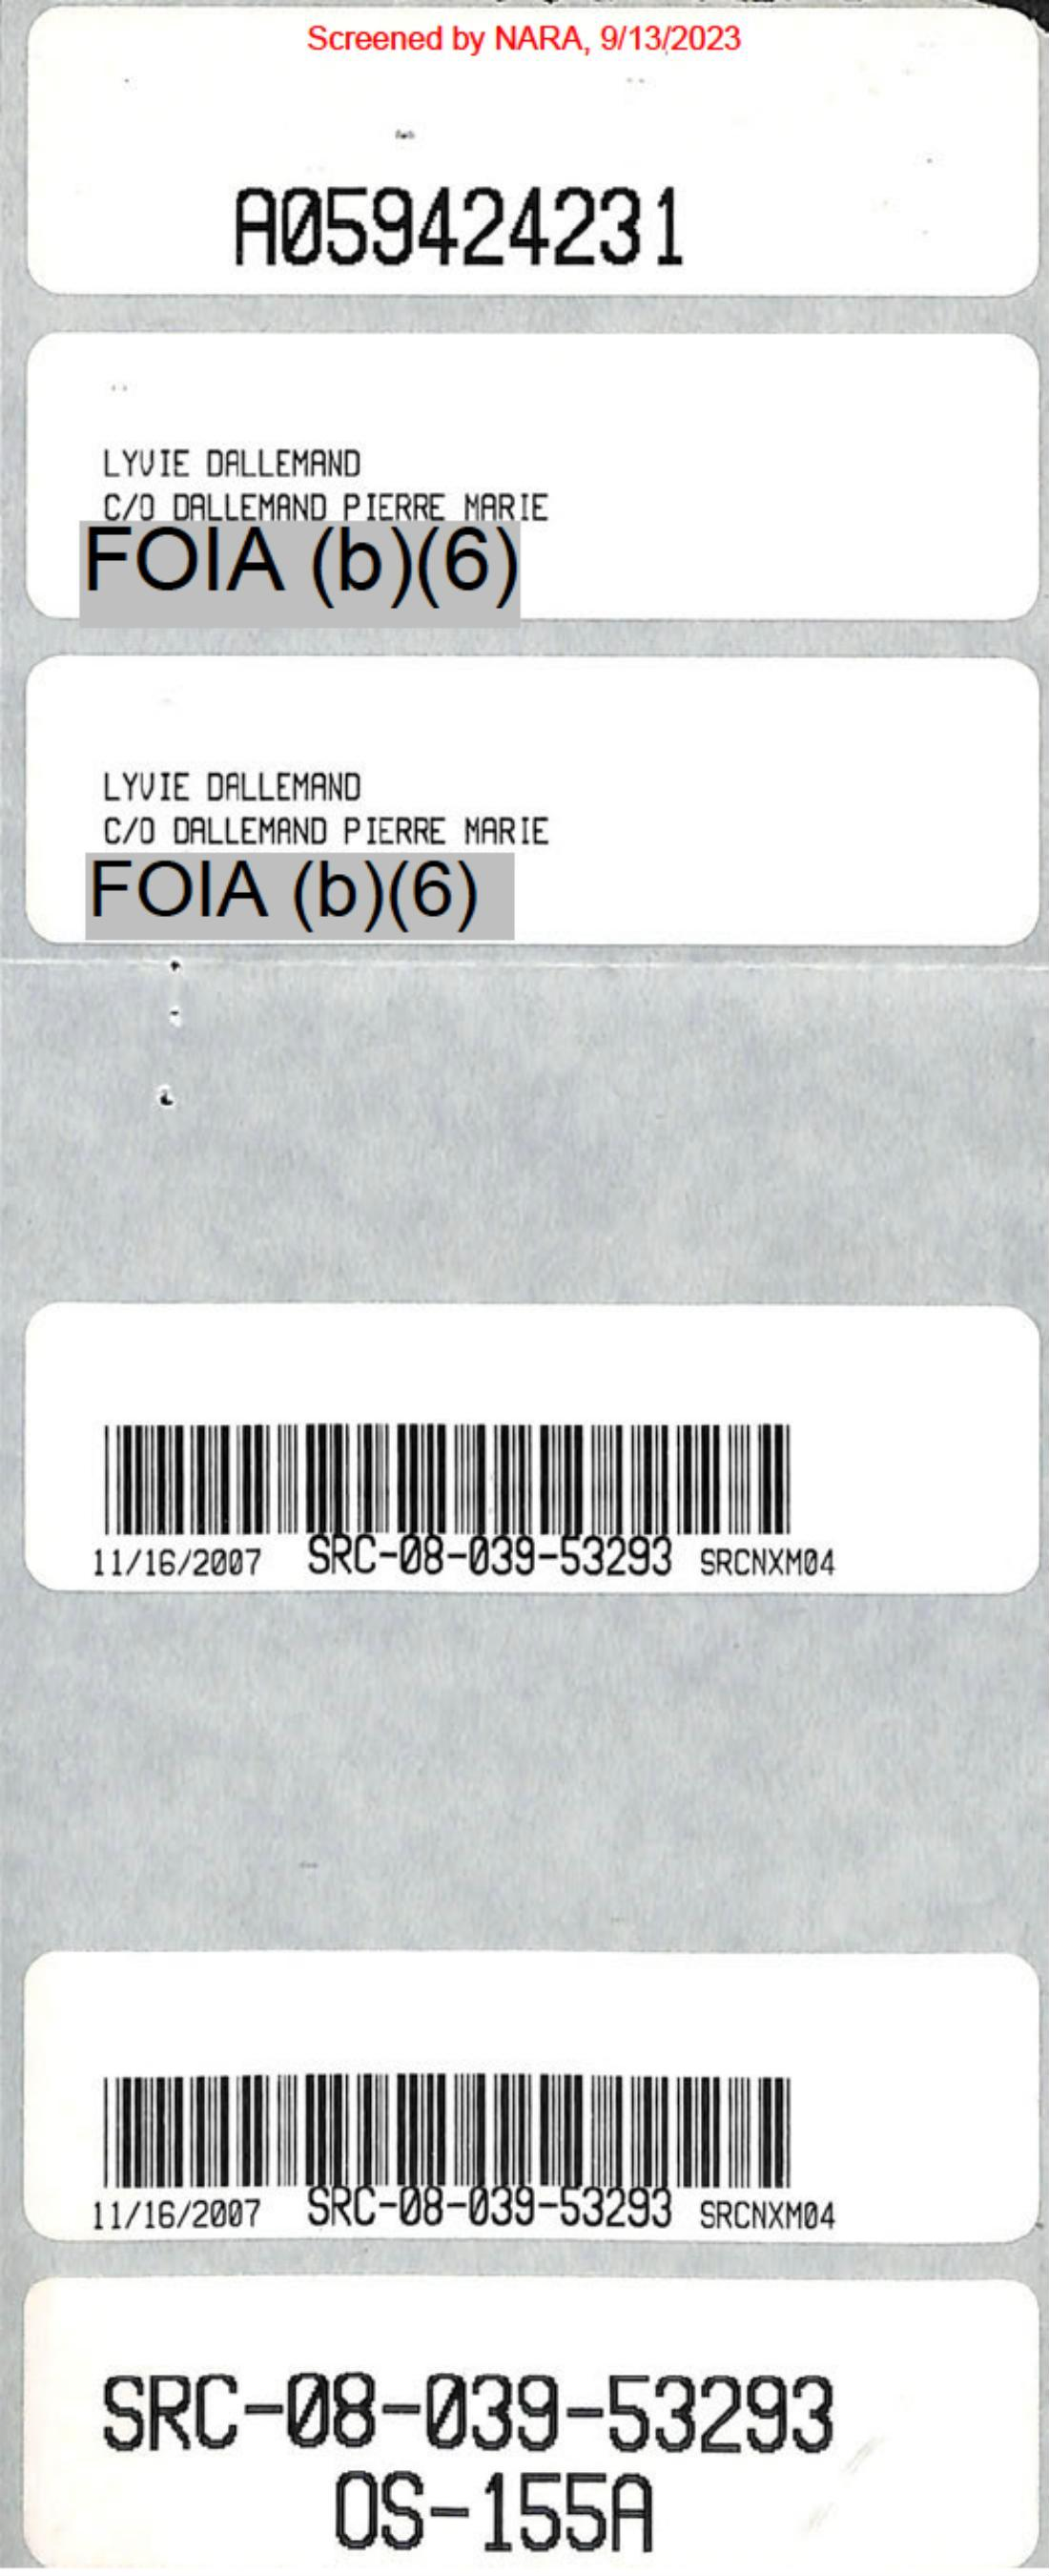 Screened by NARA, 9/13/2023
A059424231
LYVIE DALLEMAND
C/O DALLEMAND PIERRE MARIE
FOIA (b)(6)
LYVIE DALLEMAND
C/O DALLEMAND PIERRE MARIE
FOIA (b)(6)
11/16/2007 SRC-08-039-53293 SRCNXM04
11/16/2007 SRC-08-039-53293 SRCNXM04
SRC-08-039-53293
OS-155A